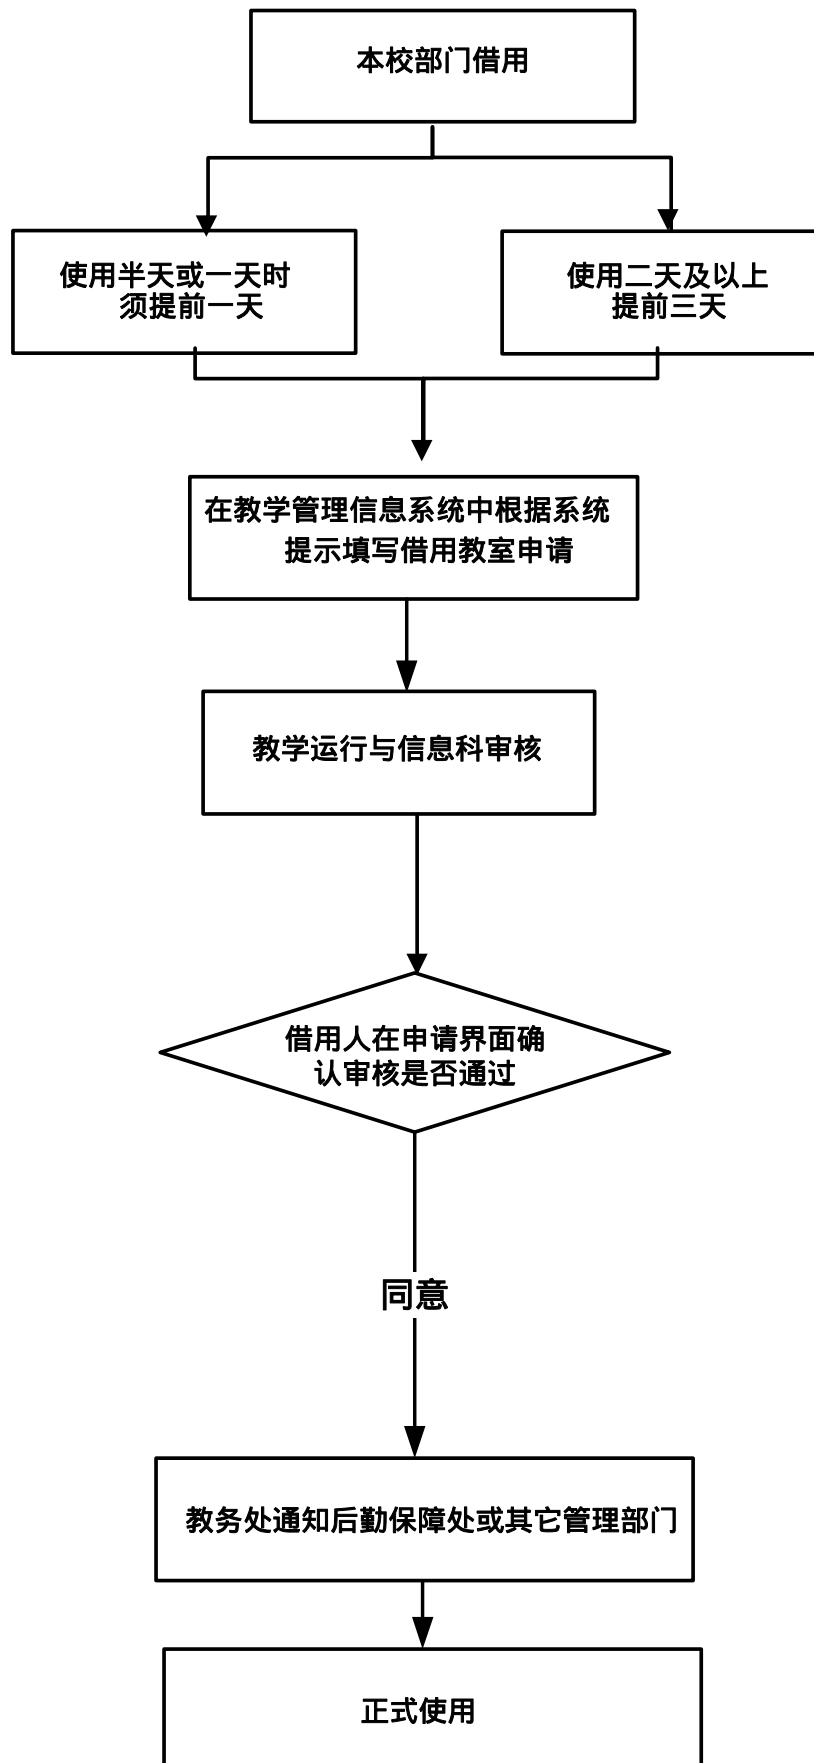 本校部门借用
使用半天或一天时
须提前一天
使用二天及以上
提前三天
在教学管理信息系统中根据系统
提示填写借用教室申请
教学运行与信息科审核
借用人在申请界面确
认审核是否通过
同意
教务处通知后勤保障处或其它管理部门
正式使用